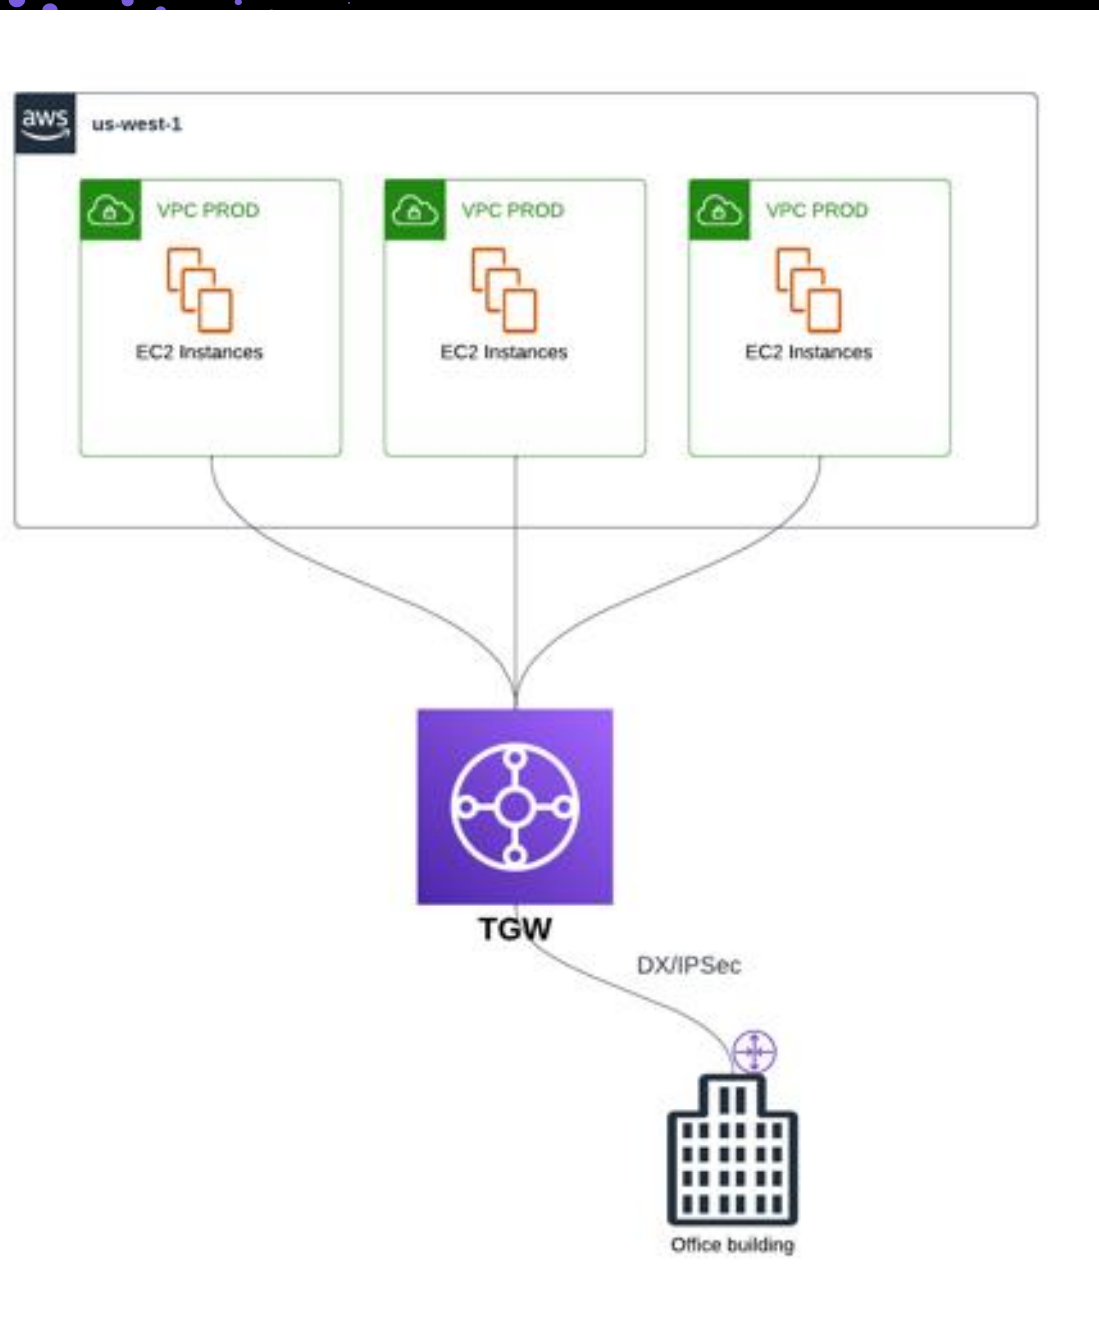 aws
us-west-1
VPC PROD
VPC PROD
VPC PROD
EC2 Instances
EC2 Instances
EC2 Instances
TGW
DX/IPSec
Office building